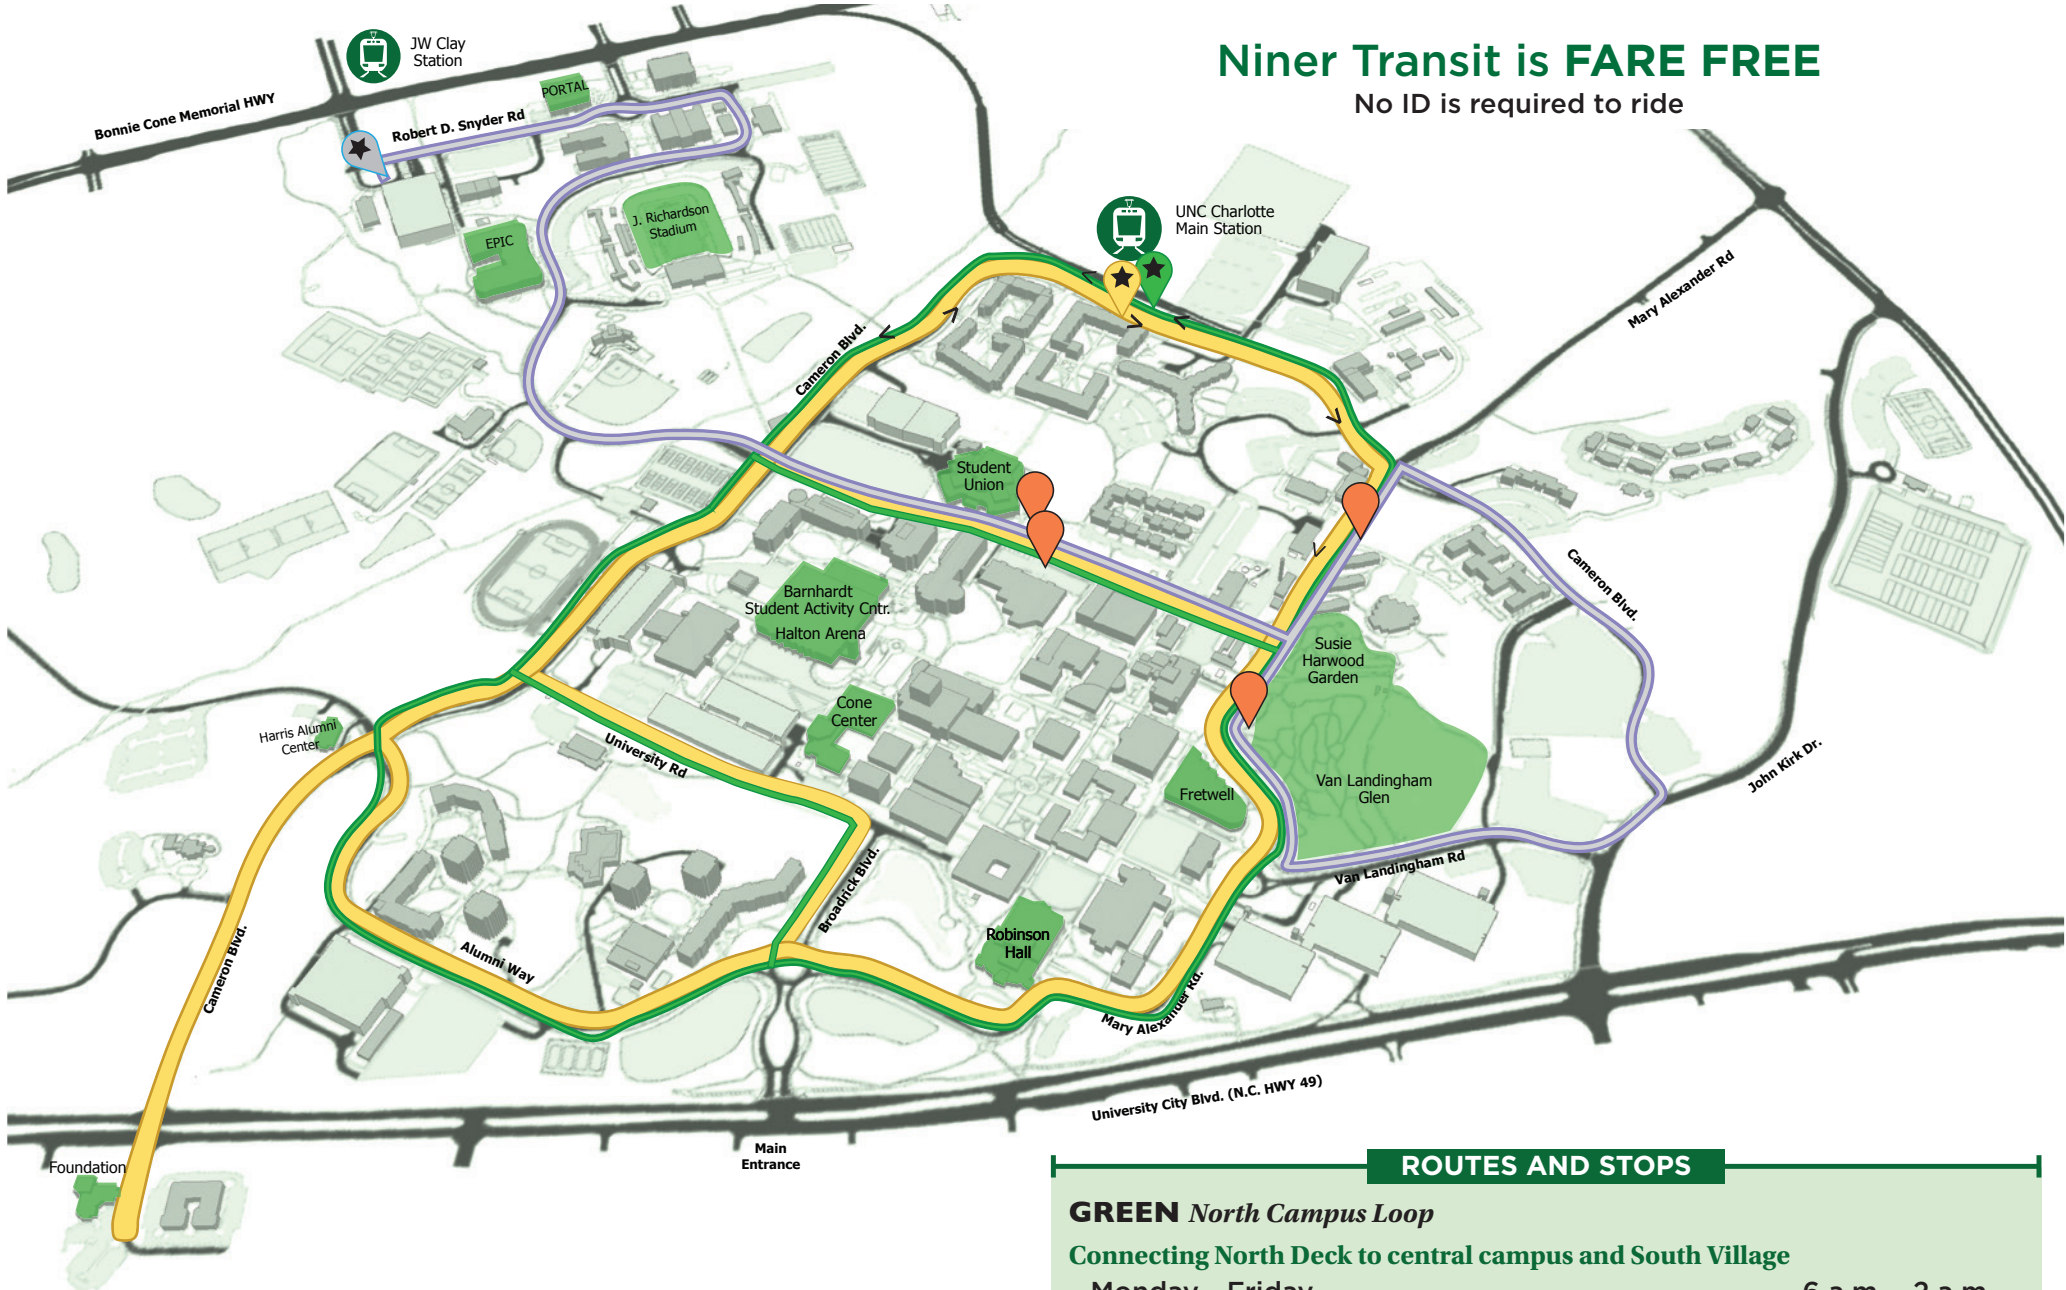 Niner Transit is FARE FREE
No ID is required to ride
JW Clay
Station
Bonnie Cone Memorial HWY
Robert D. Snyder Rd
PORTAL
EPIC
J. Richardson
Stadium
UNC Charlotte
Main Station
Mary Alexander Rd
Cameron Blvd.
Student
Union
Barnhardt
Student Activity Cntr.
Halton Arena
Cameron Blvd.
Susie
Harwood
Garden
Cone
Center
Harris Alumni
Center
University Rd
Fretwell
Van Landingham
Glen
John Kirk Dr.
Van Landingham Rd
Broadrick Blvd.
Robinson
Hall
Alumni Way
Cameron Blvd.
Mary Alexander Rd.
University City Blvd. (N.C. HWY 49)
Main
Entrance
Foundation
ROUTES AND STOPS
GREEN North Campus Loop
Connecting North Deck to central campus and South Village
Monday – Friday 6 a.m. – 2 a.m.